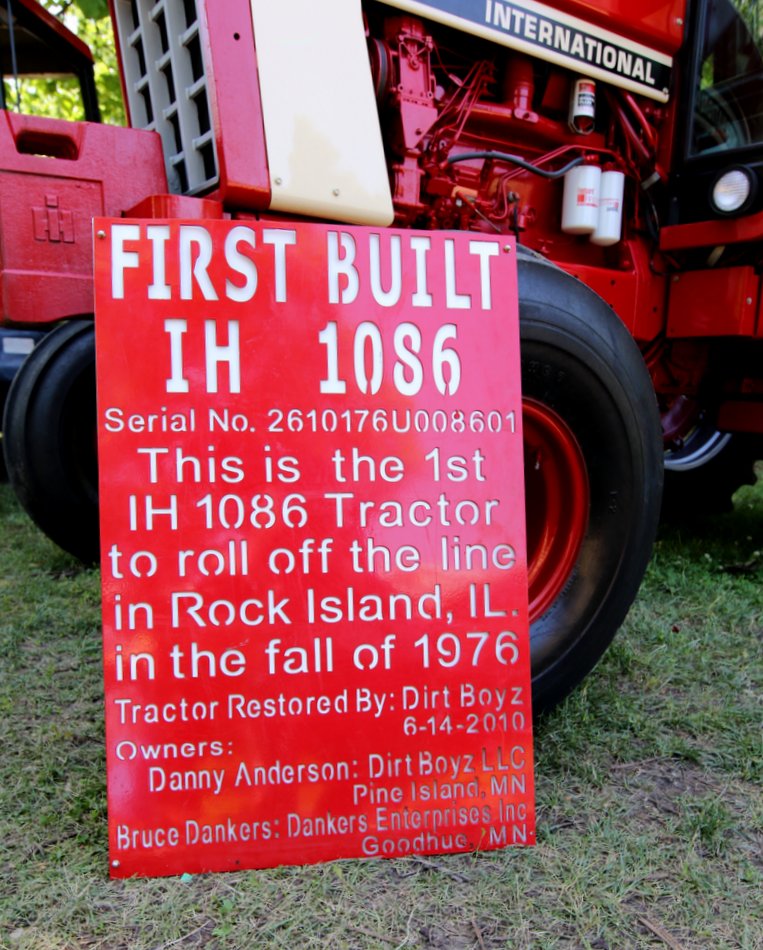 INTERNATIONAL
IH
FIRST BUILT
IH 1086
Serial No. 2610176U008601
This is the 1st
IH 1086 Tractor
to roll off the line
in Rock Island, IL.
in the fall of 1976
Tractor Restored By: Dirt Boyz
6-14-2010
Owners:
Danny Anderson: Dirt Boyz LLC
Pine Island, MN
Bruce Dankers: Dankers Enterprises Inc
Goodhue, MN